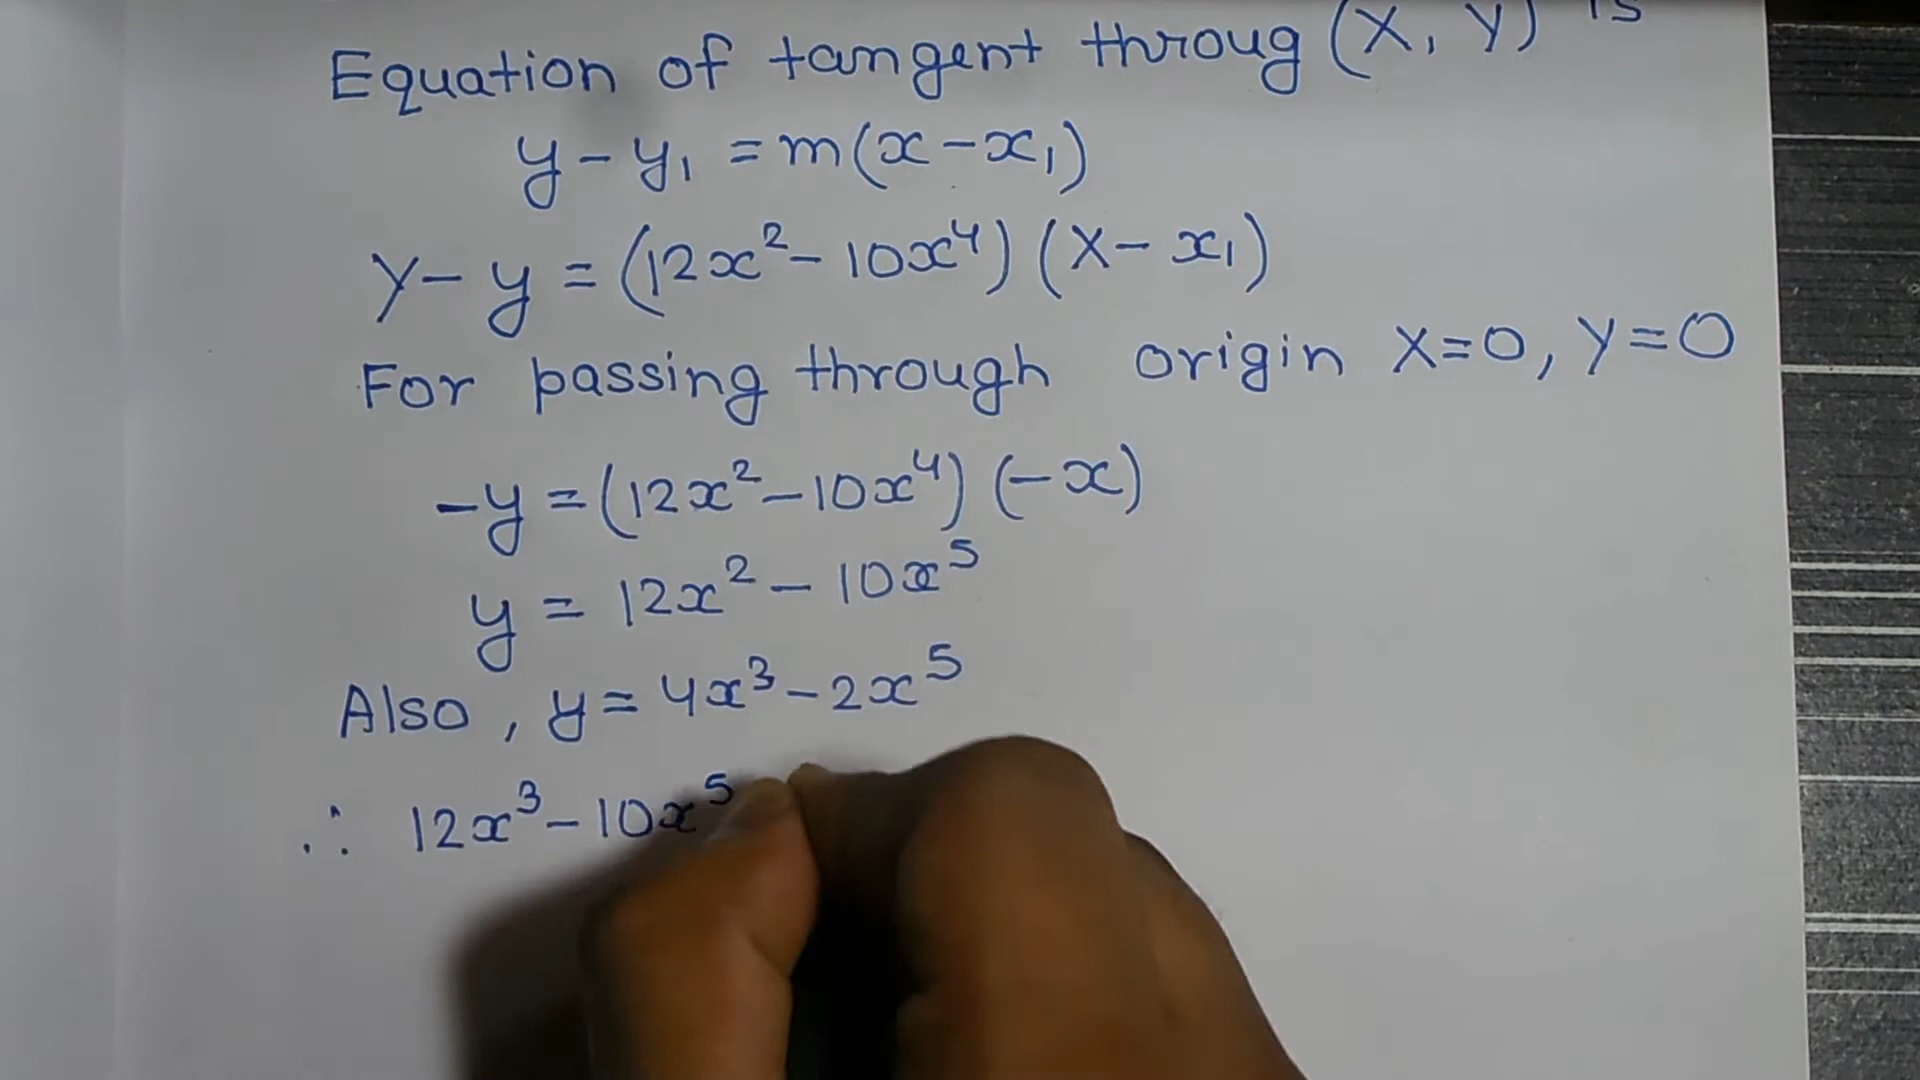 Equation of tangent throug (X, Y) is
y - y₁ = m(x - x₁)
Y - y = (12x² - 10x⁴) (X - x₁)
For passing through origin X=0, Y=0
-y = (12x² - 10x⁴) (-x)
y = 12x² - 10x⁵
Also, y = 4x³ - 2x⁵
∴ 12x³ - 10x⁵